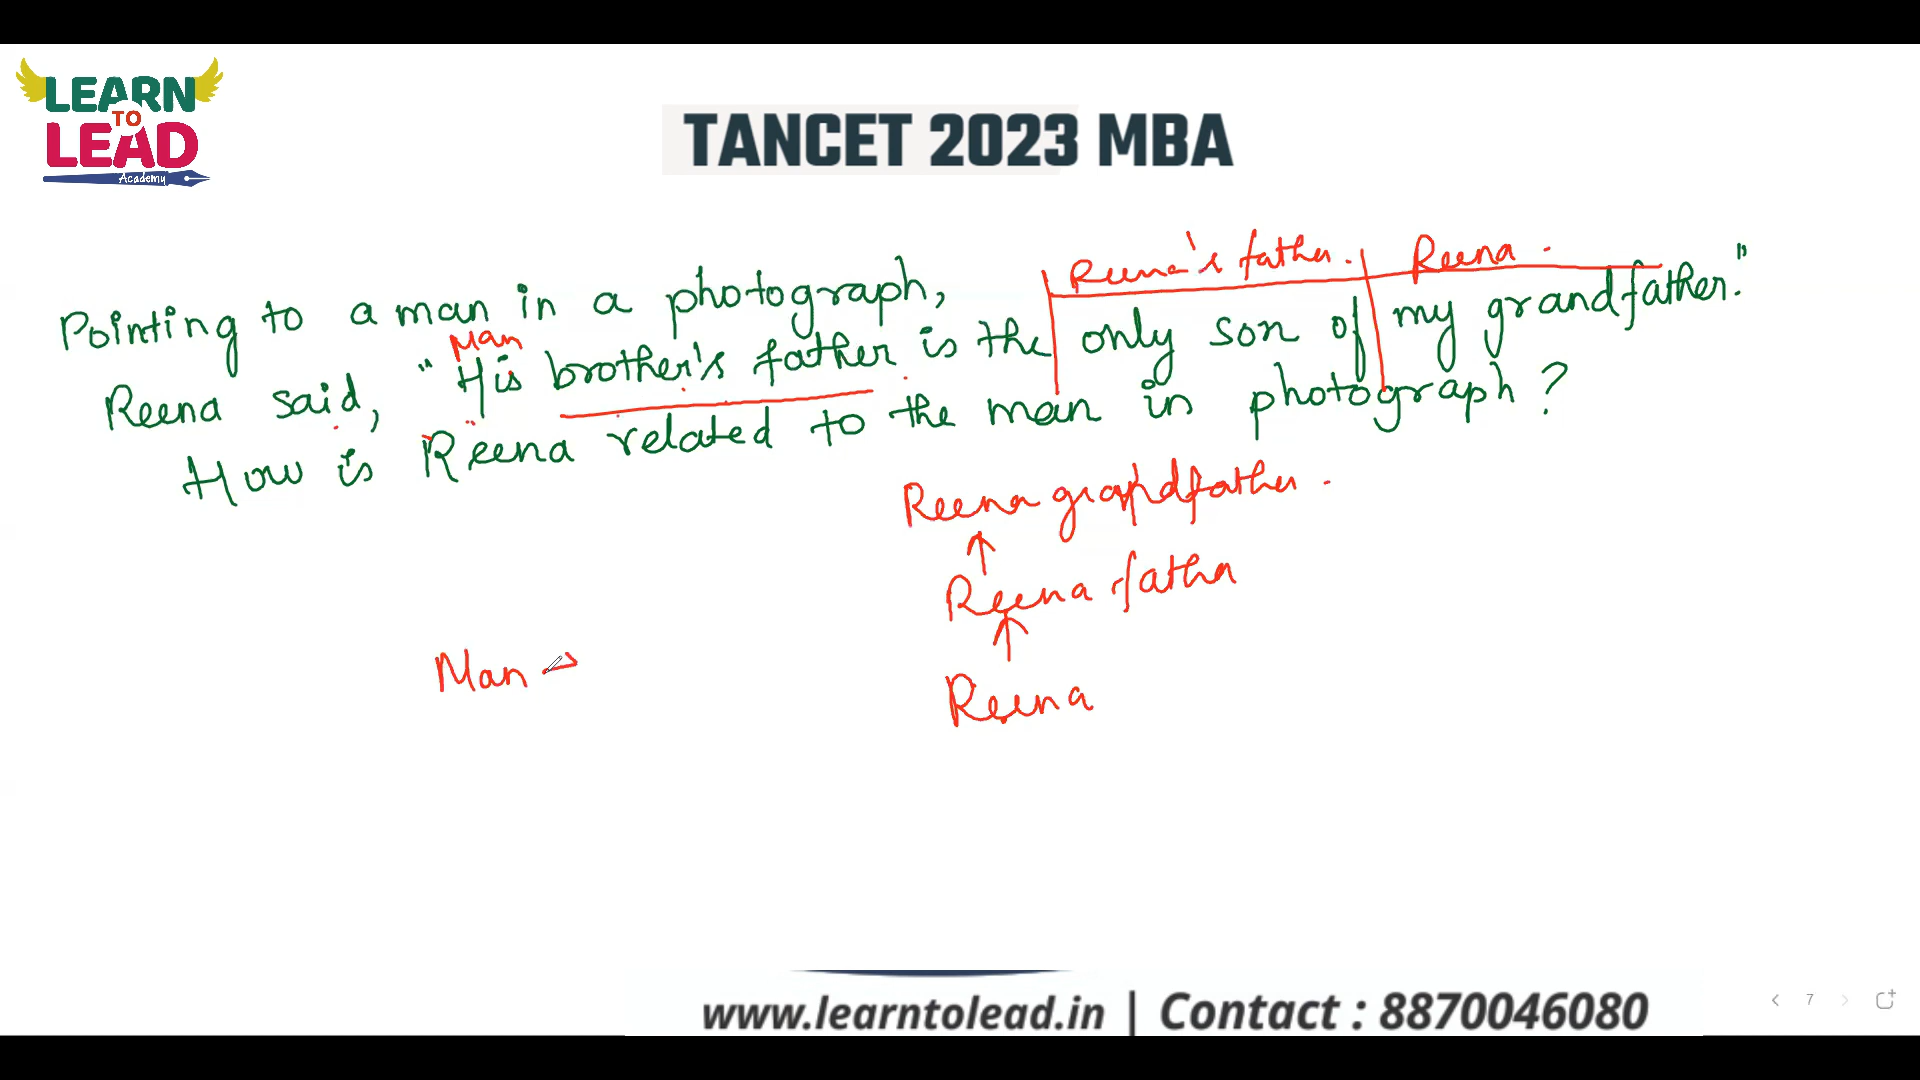 LEARN
TO
LEAD
Academy
TANCET 2023 MBA
Reena's father. Reena.
Pointing to a man in a photograph,
Man
Reena said, "His brother's father is the only son of my grandfather."
How is Reena related to the man in photograph?
Reena grandfather.
Reena father
Man
Reena
www.learntolead.in | Contact : 8870046080
7